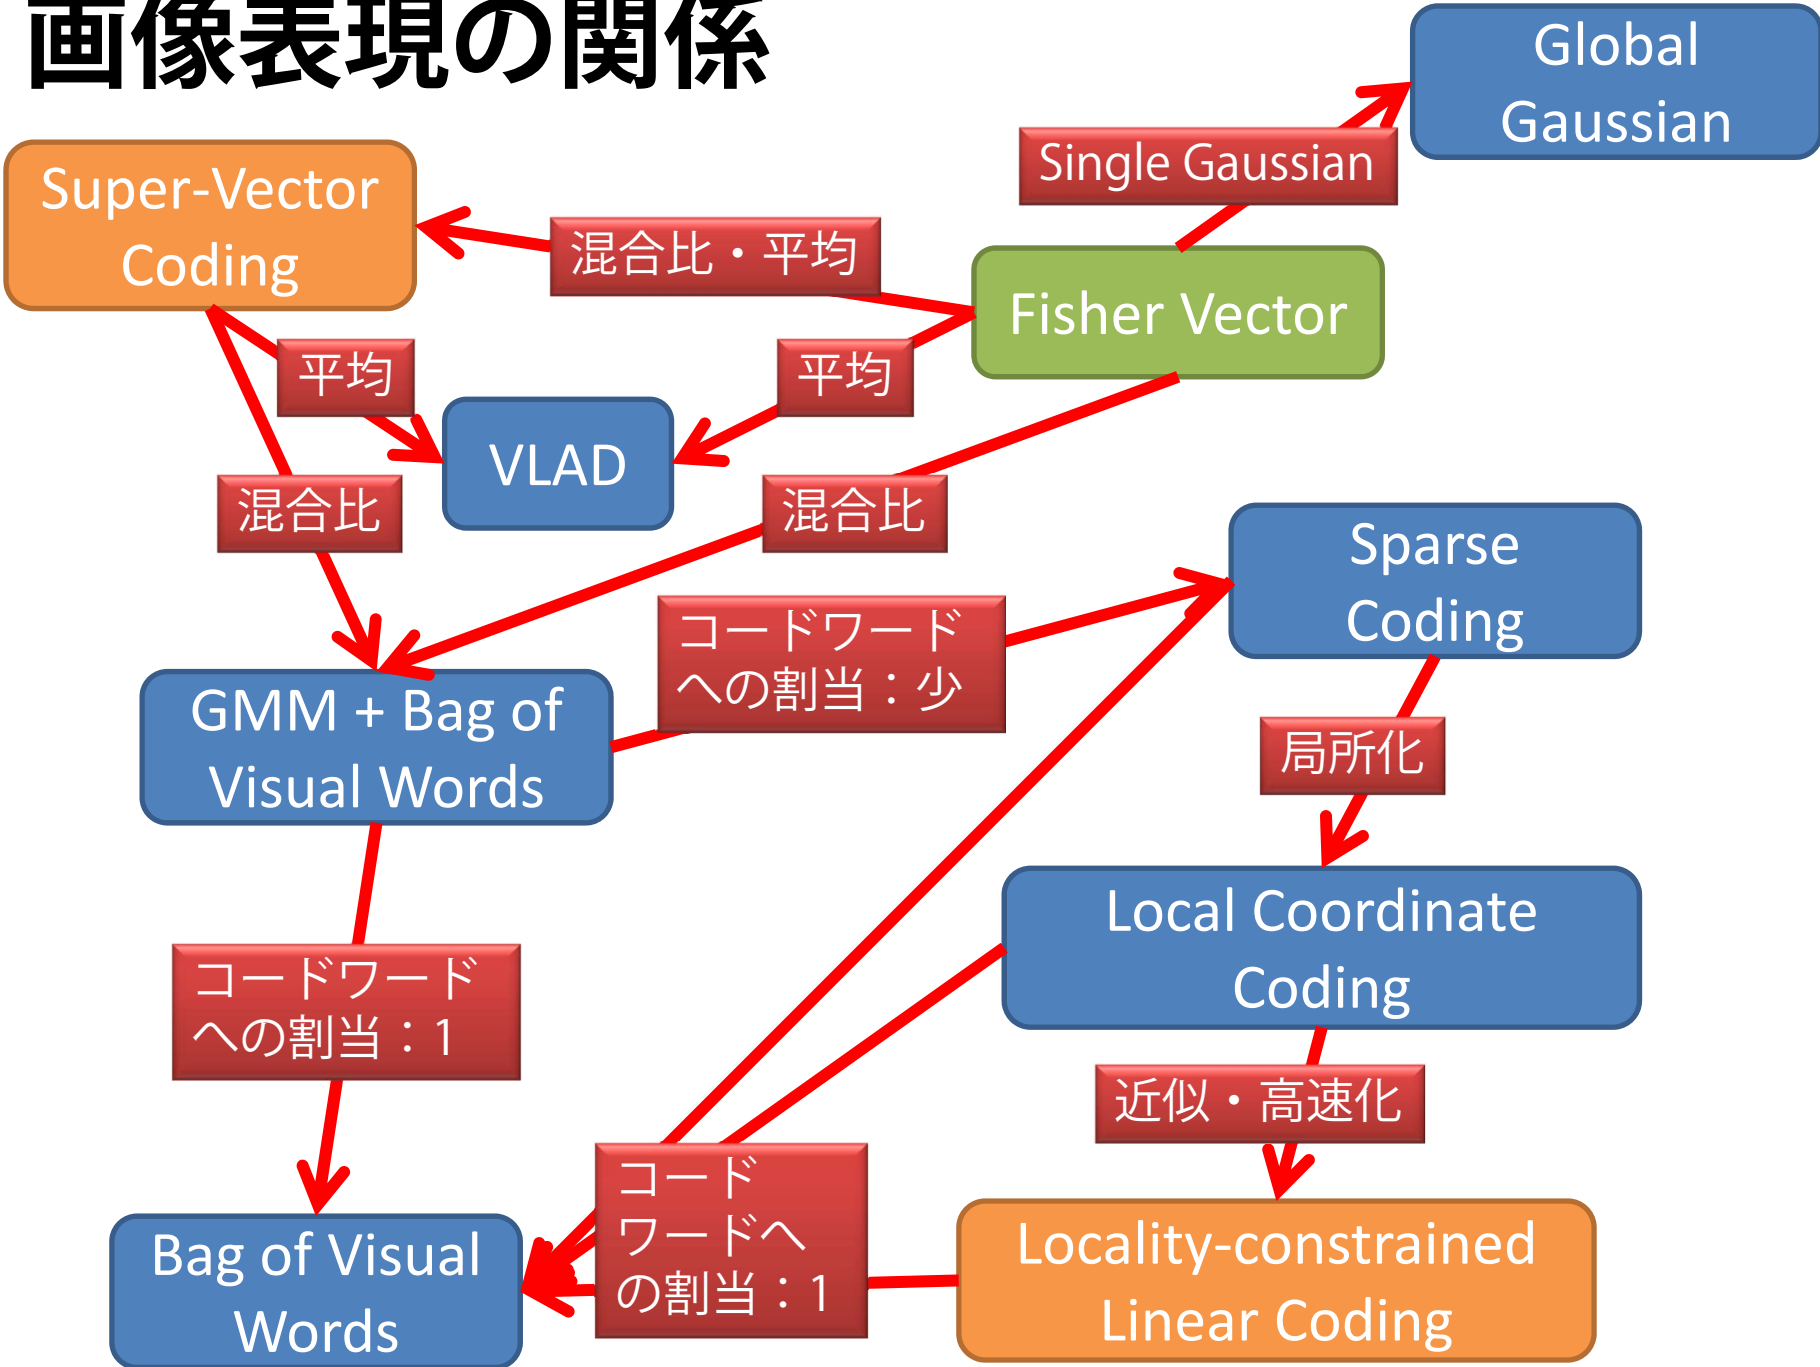 画像表現の関係
Global
Gaussian
Single Gaussian
Super-Vector
Coding
混合比・平均
Fisher Vector
平均
平均
VLAD
混合比
混合比
Sparse
Coding
コードワード
への割当：少
GMM + Bag of
Visual Words
局所化
Local Coordinate
Coding
コードワード
への割当：1
近似・高速化
コード
ワードへ
の割当：1
Bag of Visual
Words
Locality-constrained
Linear Coding